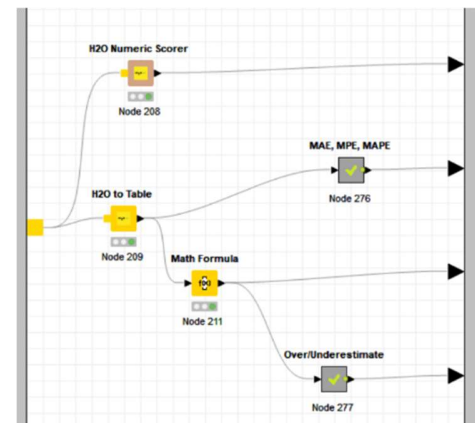 H2O Numeric Scorer
Node 208
MAE, MPE, MAPE
Node 276
H2O to Table
Node 209
Math Formula
f(x)
Node 211
Over/Underestimate
Node 277